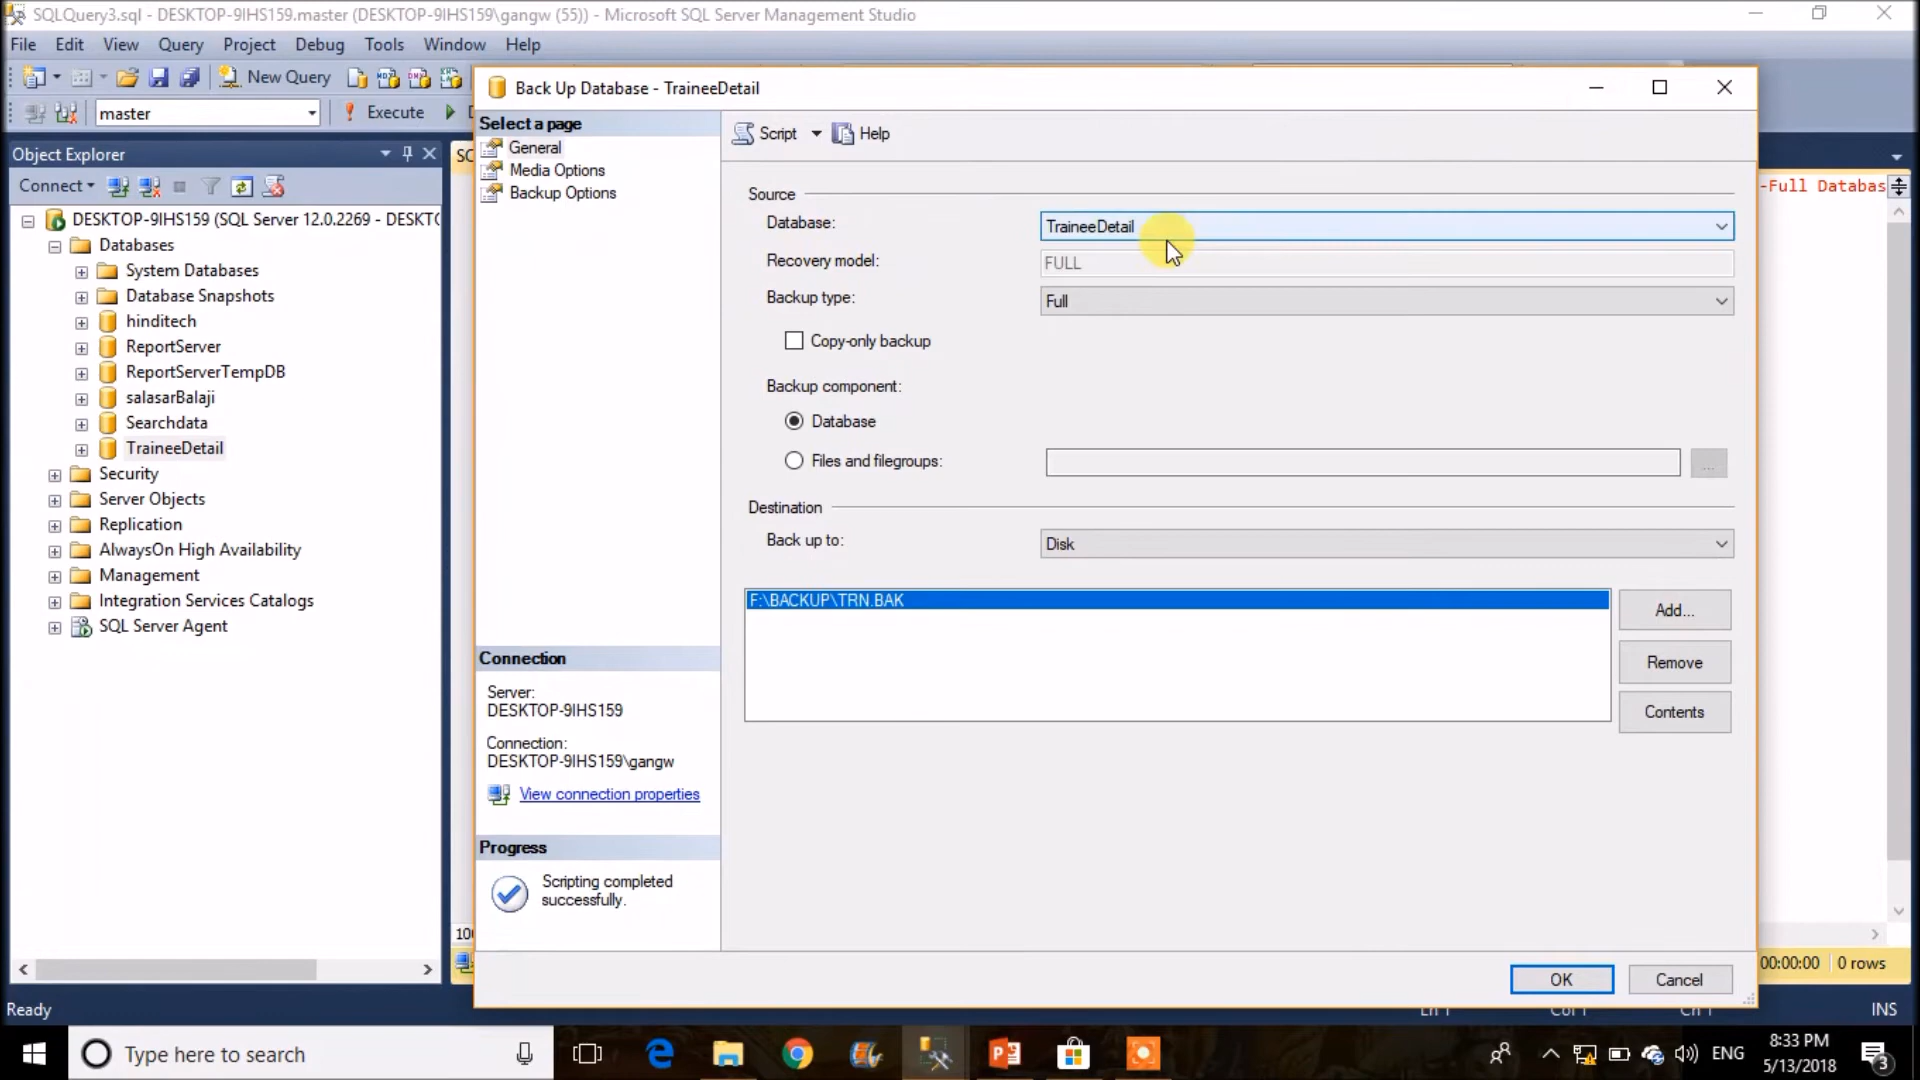 SQLQuery3.sql - DESKTOP-9IHS159.master (DESKTOP-9IHS159\gangw (55)) - Microsoft SQL Server Management Studio
File Edit View Query Project Debug Tools Window Help
New Query
master
Execute
Object Explorer
Connect
DESKTOP-9IHS159 (SQL Server 12.0.2269 - DESKT
Databases
System Databases
Database Snapshots
hinditech
ReportServer
ReportServerTempDB
salasarBalaji
Searchdata
TraineeDetail
Security
Server Objects
Replication
AlwaysOn High Availability
Management
Integration Services Catalogs
SQL Server Agent
Back Up Database - TraineeDetail
Select a page
General
Media Options
Backup Options
Script Help
Source
Database: TraineeDetail
Recovery model: FULL
Backup type: Full
Copy-only backup
Backup component:
Database
Files and filegroups: ...
Destination
Back up to: Disk
F:\BACKUP\TRN.BAK
Add...
Remove
Contents
Connection
Server:
DESKTOP-9IHS159
Connection:
DESKTOP-9IHS159\gangw
View connection properties
Progress
Scripting completed
successfully.
OK Cancel
-Full Databas
00:00:00 0 rows
Ready
Ln 1 Col 1 Ch 1 INS
Type here to search
ENG
8:33 PM
5/13/2018
3